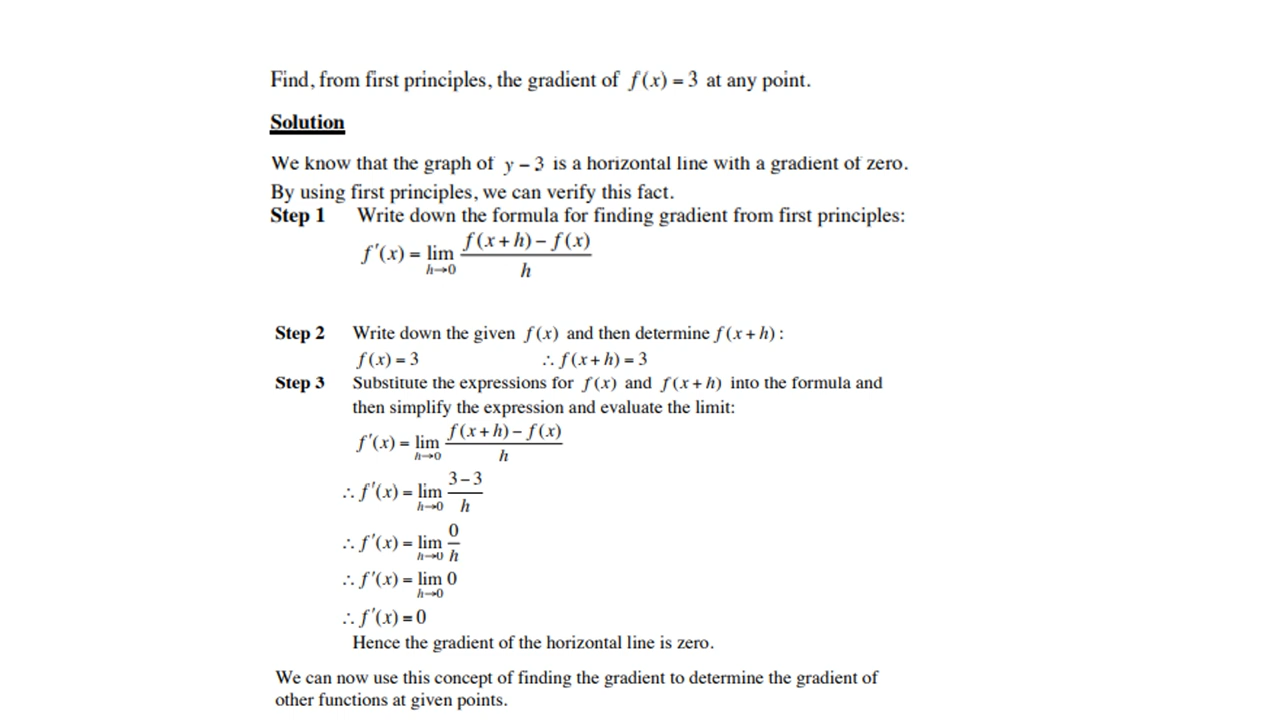 Find, from first principles, the gradient of f(x) = 3 at any point.
Solution
We know that the graph of y – 3 is a horizontal line with a gradient of zero.
By using first principles, we can verify this fact.
Step 1 Write down the formula for finding gradient from first principles:
f′(x) = lim h→0 (f(x + h) – f(x)) / h
Step 2 Write down the given f(x) and then determine f(x + h) :
f(x) = 3 ∴ f(x + h) = 3
Step 3 Substitute the expressions for f(x) and f(x + h) into the formula and
then simplify the expression and evaluate the limit:
f′(x) = lim h→0 (f(x + h) – f(x)) / h
∴ f′(x) = lim h→0 (3 – 3) / h
∴ f′(x) = lim h→0 0 / h
∴ f′(x) = lim h→0 0
∴ f′(x) = 0
Hence the gradient of the horizontal line is zero.
We can now use this concept of finding the gradient to determine the gradient of
other functions at given points.